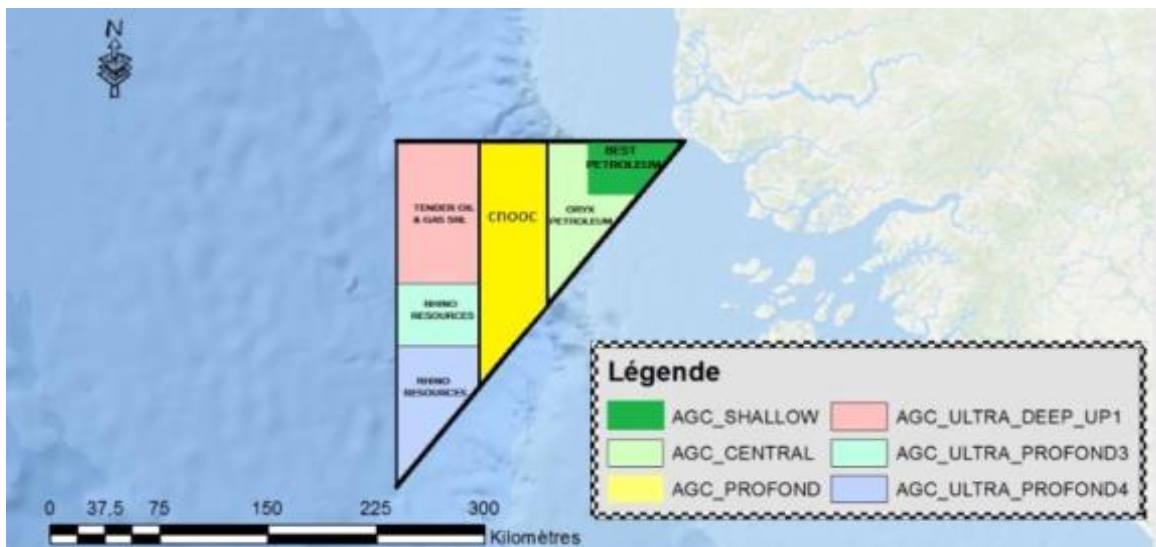 N
BEST
PETROLEUM
TENDER OIL
& GAS SRL
cnooc
ORYX
PETROLEUM
RHINO
RESOURCES
RHINO
RESOURCES
Légende
AGC_SHALLOW
AGC_ULTRA_DEEP_UP1
AGC_CENTRAL
AGC_ULTRA_PROFOND3
AGC_PROFOND
AGC_ULTRA_PROFOND4
0 37,5 75 150 225 300
Kilomètres